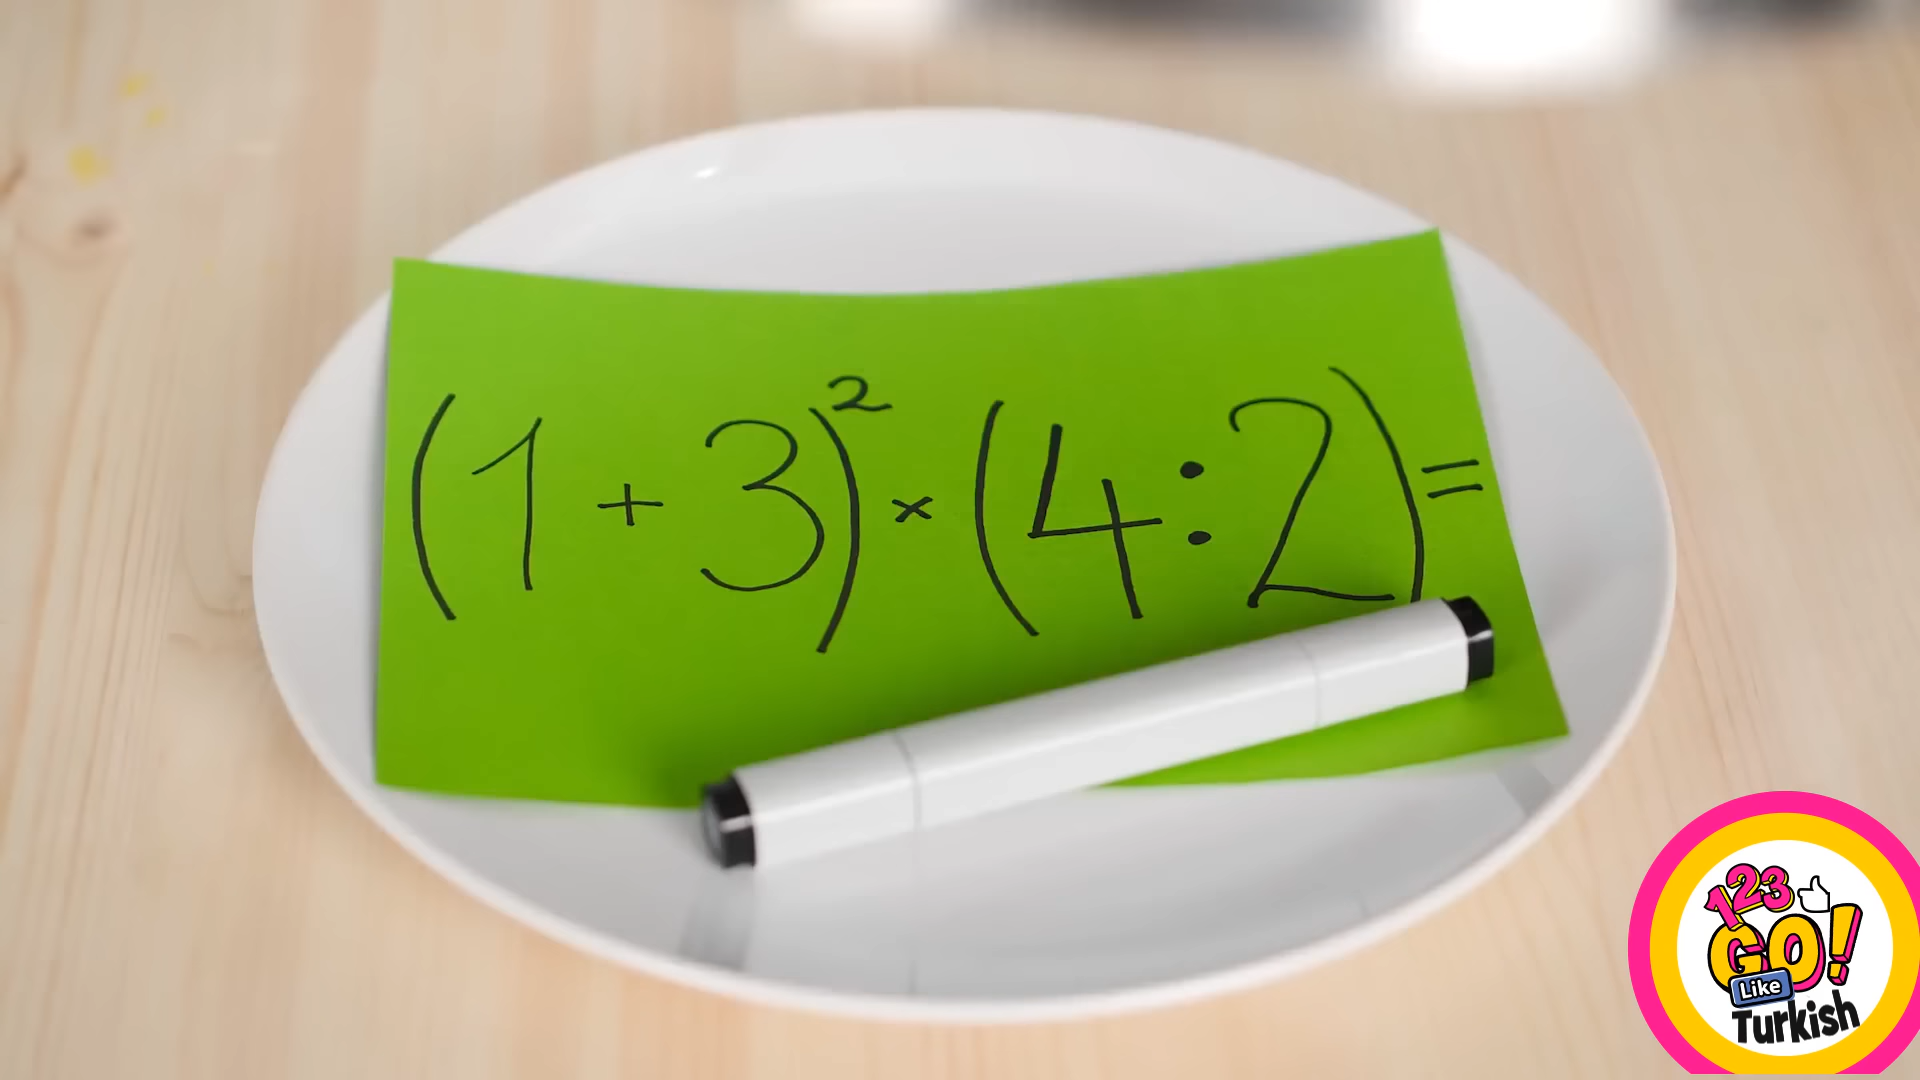 (1 + 3)² × (4 : 2) =
123
GO!
Like
Turkish